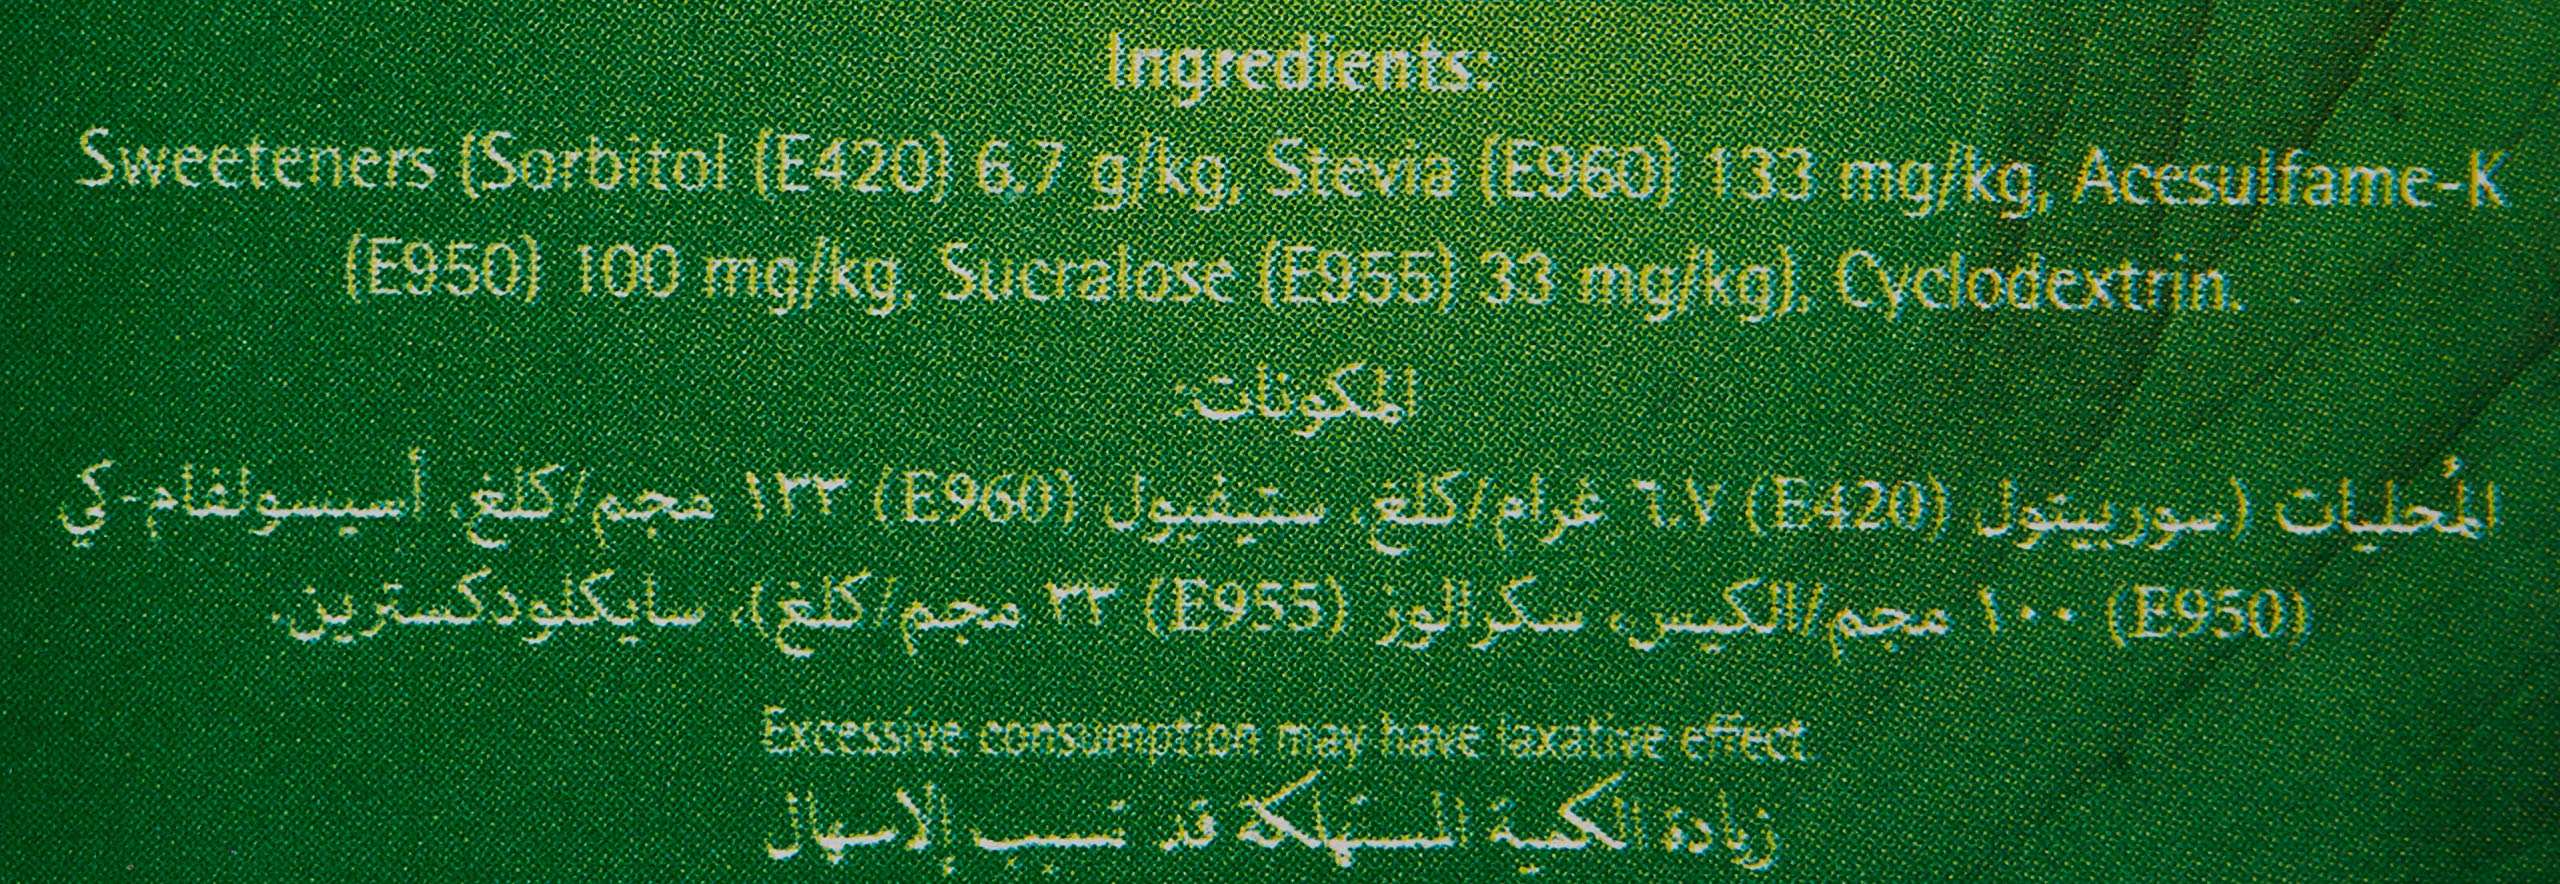 Ingredients:
Sweeteners (Sorbitol (E420) 6.7 g/kg, Stevia (E960) 133 mg/kg, Acesulfame-K
(E950) 100 mg/kg, Sucralose (E955) 33 mg/kg), Cyclodextrin.
المكونات:
المُحليات (سوربيتول (E420) ٦.٧ غرام/كلغ، ستيفيول (E960) ١٣٣ مجم/كلغ، أسيسولفام-كي
(E950) ١٠٠ مجم/الكيس، سكرالوز (E955) ٣٣ مجم/كلغ)، سايكلودكسترين.
Excessive consumption may have laxative effect.
زيادة الكمية المستهلكة قد تسبب إلاسهال